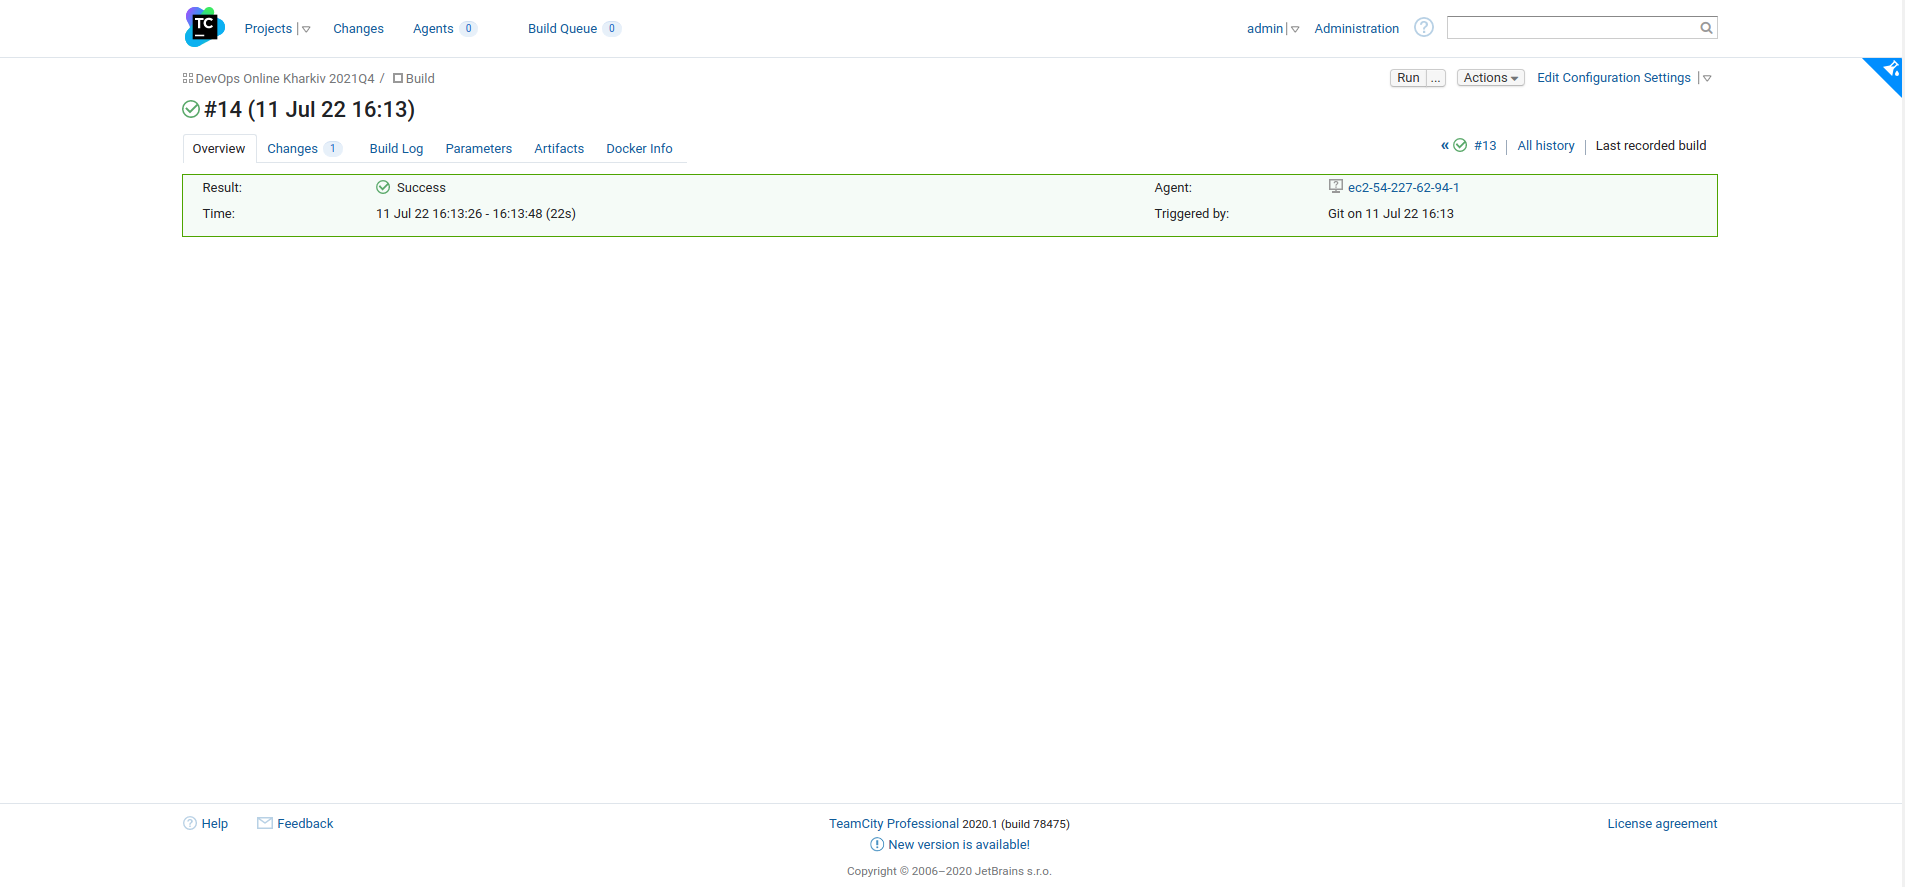 TC
Projects Changes Agents 0 Build Queue 0 admin Administration ?
DevOps Online Kharkiv 2021Q4 / Build Run ... Actions Edit Configuration Settings
#14 (11 Jul 22 16:13)
Overview Changes 1 Build Log Parameters Artifacts Docker Info « #13 All history Last recorded build
Result: Success Agent: ec2-54-227-62-94-1
Time: 11 Jul 22 16:13:26 - 16:13:48 (22s) Triggered by: Git on 11 Jul 22 16:13
? Help Feedback TeamCity Professional 2020.1 (build 78475) License agreement
New version is available!
Copyright © 2006–2020 JetBrains s.r.o.